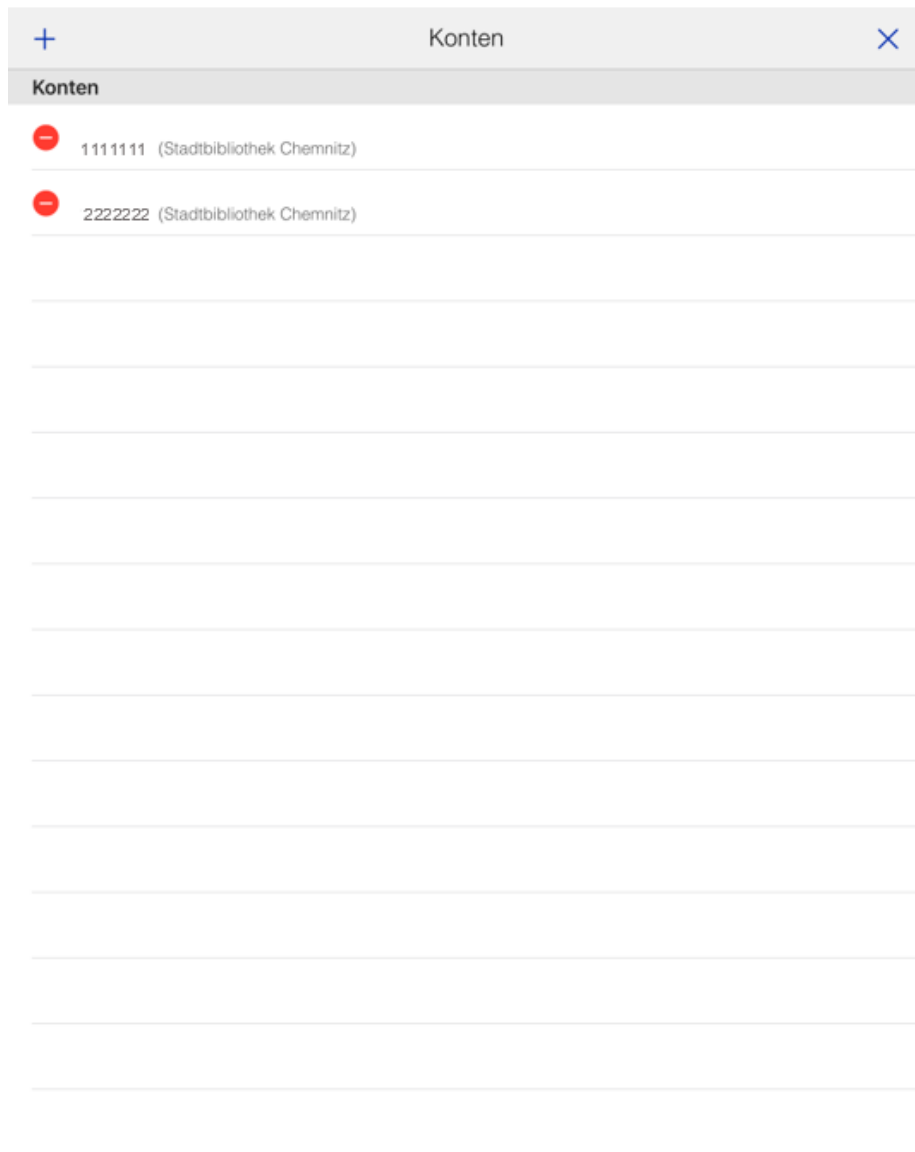 Konten
Konten
1111111 (Stadtbibliothek Chemnitz)
2222222 (Stadtbibliothek Chemnitz)